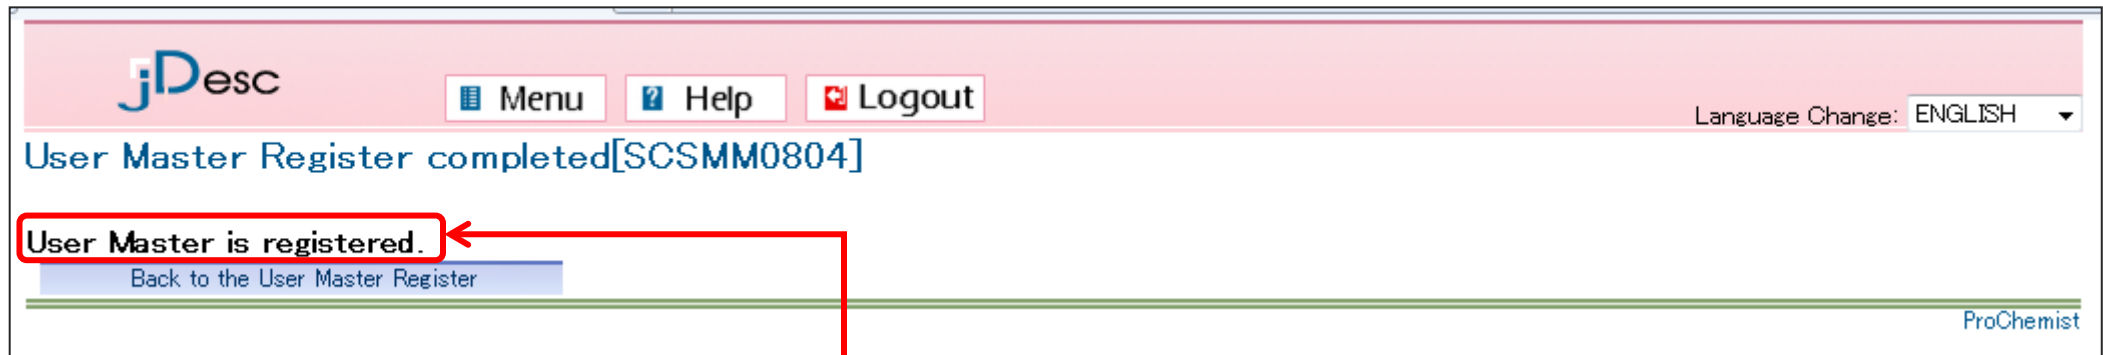 jDesc
Menu Help Logout
Language Change: ENGLISH
User Master Register completed[SCSMM0804]
User Master is registered.
Back to the User Master Register
ProChemist